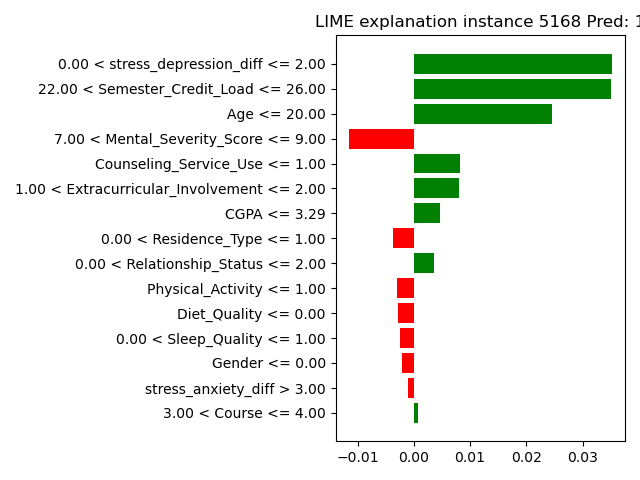 LIME explanation instance 5168 Pred: 1
0.00 < stress_depression_diff <= 2.00
22.00 < Semester_Credit_Load <= 26.00
Age <= 20.00
7.00 < Mental_Severity_Score <= 9.00
Counseling_Service_Use <= 1.00
1.00 < Extracurricular_Involvement <= 2.00
CGPA <= 3.29
0.00 < Residence_Type <= 1.00
0.00 < Relationship_Status <= 2.00
Physical_Activity <= 1.00
Diet_Quality <= 0.00
0.00 < Sleep_Quality <= 1.00
Gender <= 0.00
stress_anxiety_diff > 3.00
3.00 < Course <= 4.00
−0.01 0.00 0.01 0.02 0.03